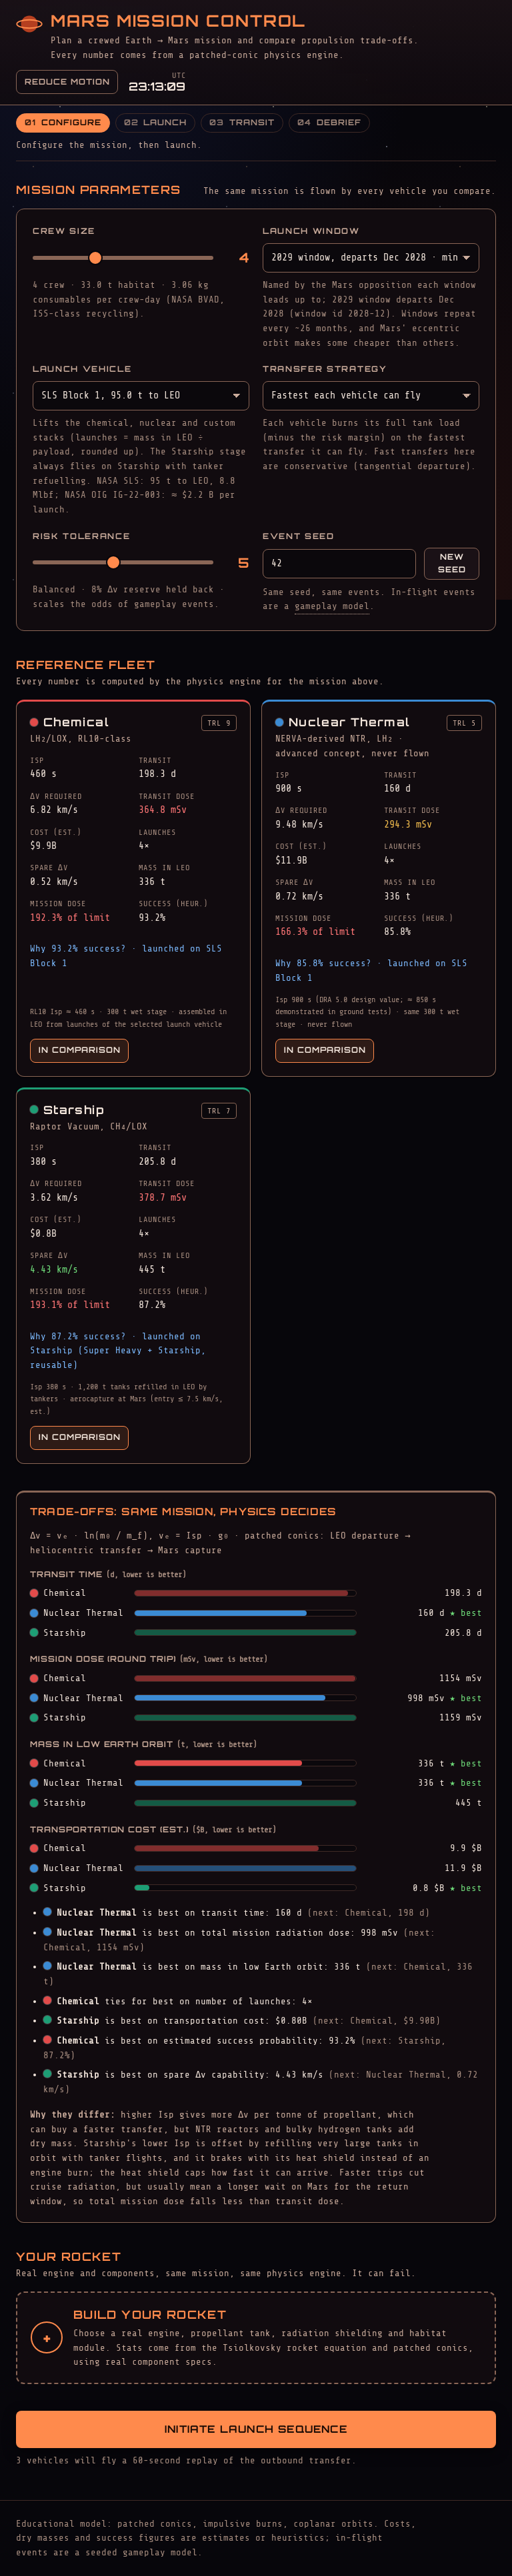 MARS MISSION CONTROL
Plan a crewed Earth → Mars mission and compare propulsion trade-offs.
Every number comes from a patched-conic physics engine.
REDUCE MOTION
UTC
23:13:09
01 CONFIGURE
02 LAUNCH
03 TRANSIT
04 DEBRIEF
Configure the mission, then launch.
MISSION PARAMETERS
The same mission is flown by every vehicle you compare.
CREW SIZE
4
4 crew · 33.0 t habitat · 3.06 kg
consumables per crew-day (NASA BVAD,
ISS-class recycling).
LAUNCH WINDOW
2029 window, departs Dec 2028 · min
Named by the Mars opposition each window
leads up to; 2029 window departs Dec
2028 (window id 2028-12). Windows repeat
every ~26 months, and Mars' eccentric
orbit makes some cheaper than others.
LAUNCH VEHICLE
SLS Block 1, 95.0 t to LEO
Lifts the chemical, nuclear and custom
stacks (launches = mass in LEO ÷
payload, rounded up). The Starship stage
always flies on Starship with tanker
refuelling. NASA SLS: 95 t to LEO, 8.8
Mlbf; NASA OIG IG-22-003: ≈ $2.2 B per
launch.
TRANSFER STRATEGY
Fastest each vehicle can fly
Each vehicle burns its full tank load
(minus the risk margin) on the fastest
transfer it can fly. Fast transfers here
are conservative (tangential departure).
RISK TOLERANCE
5
Balanced · 8% Δv reserve held back ·
scales the odds of gameplay events.
EVENT SEED
42
NEW
SEED
Same seed, same events. In-flight events
are a gameplay model.
REFERENCE FLEET
Every number is computed by the physics engine for the mission above.
Chemical
TRL 9
LH₂/LOX, RL10-class
ISP
460 s
TRANSIT
198.3 d
ΔV REQUIRED
6.82 km/s
TRANSIT DOSE
364.8 mSv
COST (EST.)
$9.9B
LAUNCHES
4×
SPARE ΔV
0.52 km/s
MASS IN LEO
336 t
MISSION DOSE
192.3% of limit
SUCCESS (HEUR.)
93.2%
Why 93.2% success? · launched on SLS
Block 1
RL10 Isp ≈ 460 s · 300 t wet stage · assembled in
LEO from launches of the selected launch vehicle
IN COMPARISON
Nuclear Thermal
TRL 5
NERVA-derived NTR, LH₂ ·
advanced concept, never flown
ISP
900 s
TRANSIT
160 d
ΔV REQUIRED
9.48 km/s
TRANSIT DOSE
294.3 mSv
COST (EST.)
$11.9B
LAUNCHES
4×
SPARE ΔV
0.72 km/s
MASS IN LEO
336 t
MISSION DOSE
166.3% of limit
SUCCESS (HEUR.)
85.8%
Why 85.8% success? · launched on SLS
Block 1
Isp 900 s (DRA 5.0 design value; ≈ 850 s
demonstrated in ground tests) · same 300 t wet
stage · never flown
IN COMPARISON
Starship
TRL 7
Raptor Vacuum, CH₄/LOX
ISP
380 s
TRANSIT
205.8 d
ΔV REQUIRED
3.62 km/s
TRANSIT DOSE
378.7 mSv
COST (EST.)
$0.8B
LAUNCHES
4×
SPARE ΔV
4.43 km/s
MASS IN LEO
445 t
MISSION DOSE
193.1% of limit
SUCCESS (HEUR.)
87.2%
Why 87.2% success? · launched on
Starship (Super Heavy + Starship,
reusable)
Isp 380 s · 1,200 t tanks refilled in LEO by
tankers · aerocapture at Mars (entry ≤ 7.5 km/s,
est.)
IN COMPARISON
TRADE-OFFS: SAME MISSION, PHYSICS DECIDES
Δv = vₑ · ln(m₀ / m_f), vₑ = Isp · g₀ · patched conics: LEO departure →
heliocentric transfer → Mars capture
TRANSIT TIME (d, lower is better)
Chemical 198.3 d
Nuclear Thermal 160 d ★ best
Starship 205.8 d
MISSION DOSE (ROUND TRIP) (mSv, lower is better)
Chemical 1154 mSv
Nuclear Thermal 998 mSv ★ best
Starship 1159 mSv
MASS IN LOW EARTH ORBIT (t, lower is better)
Chemical 336 t ★ best
Nuclear Thermal 336 t ★ best
Starship 445 t
TRANSPORTATION COST (EST.) ($B, lower is better)
Chemical 9.9 $B
Nuclear Thermal 11.9 $B
Starship 0.8 $B ★ best
• Nuclear Thermal is best on transit time: 160 d (next: Chemical, 198 d)
• Nuclear Thermal is best on total mission radiation dose: 998 mSv (next:
Chemical, 1154 mSv)
• Nuclear Thermal is best on mass in low Earth orbit: 336 t (next: Chemical, 336
t)
• Chemical ties for best on number of launches: 4×
• Starship is best on transportation cost: $0.80B (next: Chemical, $9.90B)
• Chemical is best on estimated success probability: 93.2% (next: Starship,
87.2%)
• Starship is best on spare Δv capability: 4.43 km/s (next: Nuclear Thermal, 0.72
km/s)
Why they differ: higher Isp gives more Δv per tonne of propellant, which
can buy a faster transfer, but NTR reactors and bulky hydrogen tanks add
dry mass. Starship's lower Isp is offset by refilling very large tanks in
orbit with tanker flights, and it brakes with its heat shield instead of an
engine burn; the heat shield caps how fast it can arrive. Faster trips cut
cruise radiation, but usually mean a longer wait on Mars for the return
window, so total mission dose falls less than transit dose.
YOUR ROCKET
Real engine and components, same mission, same physics engine. It can fail.
+
BUILD YOUR ROCKET
Choose a real engine, propellant tank, radiation shielding and habitat
module. Stats come from the Tsiolkovsky rocket equation and patched conics,
using real component specs.
INITIATE LAUNCH SEQUENCE
3 vehicles will fly a 60-second replay of the outbound transfer.
Educational model: patched conics, impulsive burns, coplanar orbits. Costs,
dry masses and success figures are estimates or heuristics; in-flight
events are a seeded gameplay model.